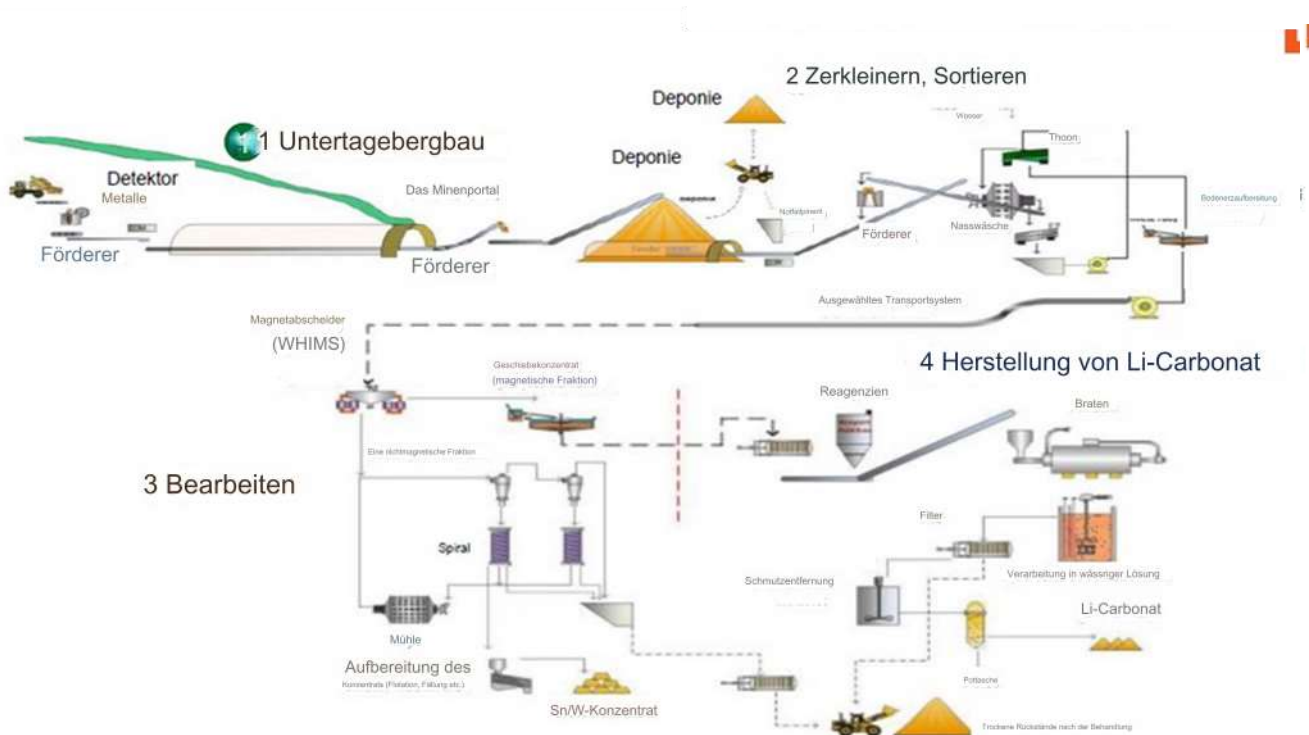 2 Zerkleinern, Sortieren
Deponie
1 1 Untertagebergbau
Deponie
Thoon
Detektor
Metalle
Das Minenportal
Deponie
Bodenerzaufbereitung
Förderer
Förderer
Förderer
Nasswäsche
Ausgewähltes Transportsystem
Magnetabscheider
(WHIMS)
4 Herstellung von Li-Carbonat
Geschiebekonzentrat
(magnetische Fraktion)
Reagenzien
Braten
Eine nichtmagnetische Fraktion
3 Bearbeiten
Spiral
Filter
Schmutzentfernung
Verarbeitung in wässriger Lösung
Li-Carbonat
Mühle
Aufbereitung des
Konzentrats (Flotation, Fällung etc.)
Pottasche
Sn/W-Konzentrat
Trockene Rückstände nach der Behandlung